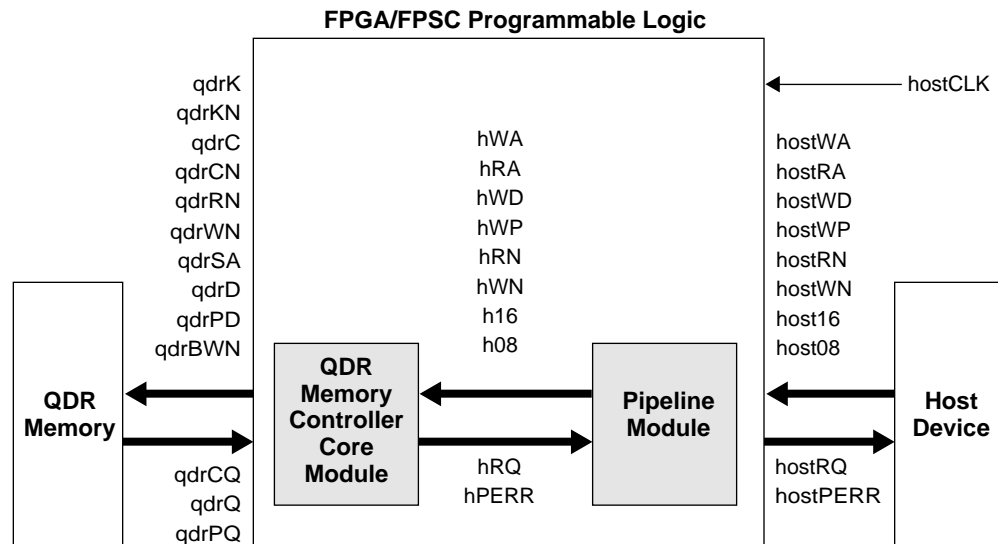 FPGA/FPSC Programmable Logic
qdrK
qdrKN
qdrC
qdrCN
qdrRN
qdrWN
qdrSA
qdrD
qdrPD
qdrBWN
hWA
hRA
hWD
hWP
hRN
hWN
h16
h08
hostCLK
hostWA
hostRA
hostWD
hostWP
hostRN
hostWN
host16
host08
QDR
Memory
QDR
Memory
Controller
Core
Module
Pipeline
Module
Host
Device
qdrCQ
qdrQ
qdrPQ
hRQ
hPERR
hostRQ
hostPERR